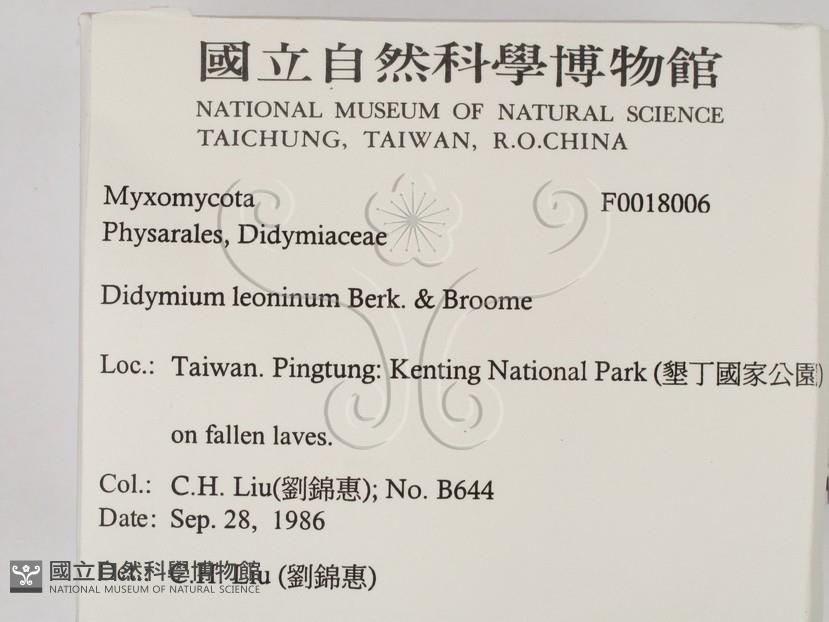 國立自然科學博物館
NATIONAL MUSEUM OF NATURAL SCIENCE
TAICHUNG, TAIWAN, R.O.CHINA
Myxomycota F0018006
Physarales, Didymiaceae
Didymium leoninum Berk. & Broome
Loc.: Taiwan. Pingtung: Kenting National Park (墾丁國家公園)
on fallen laves.
Col.: C.H. Liu(劉錦惠); No. B644
Date: Sep. 28, 1986
Det.: C.H. Liu (劉錦惠)
國立自然科學博物館
NATIONAL MUSEUM OF NATURAL SCIENCE